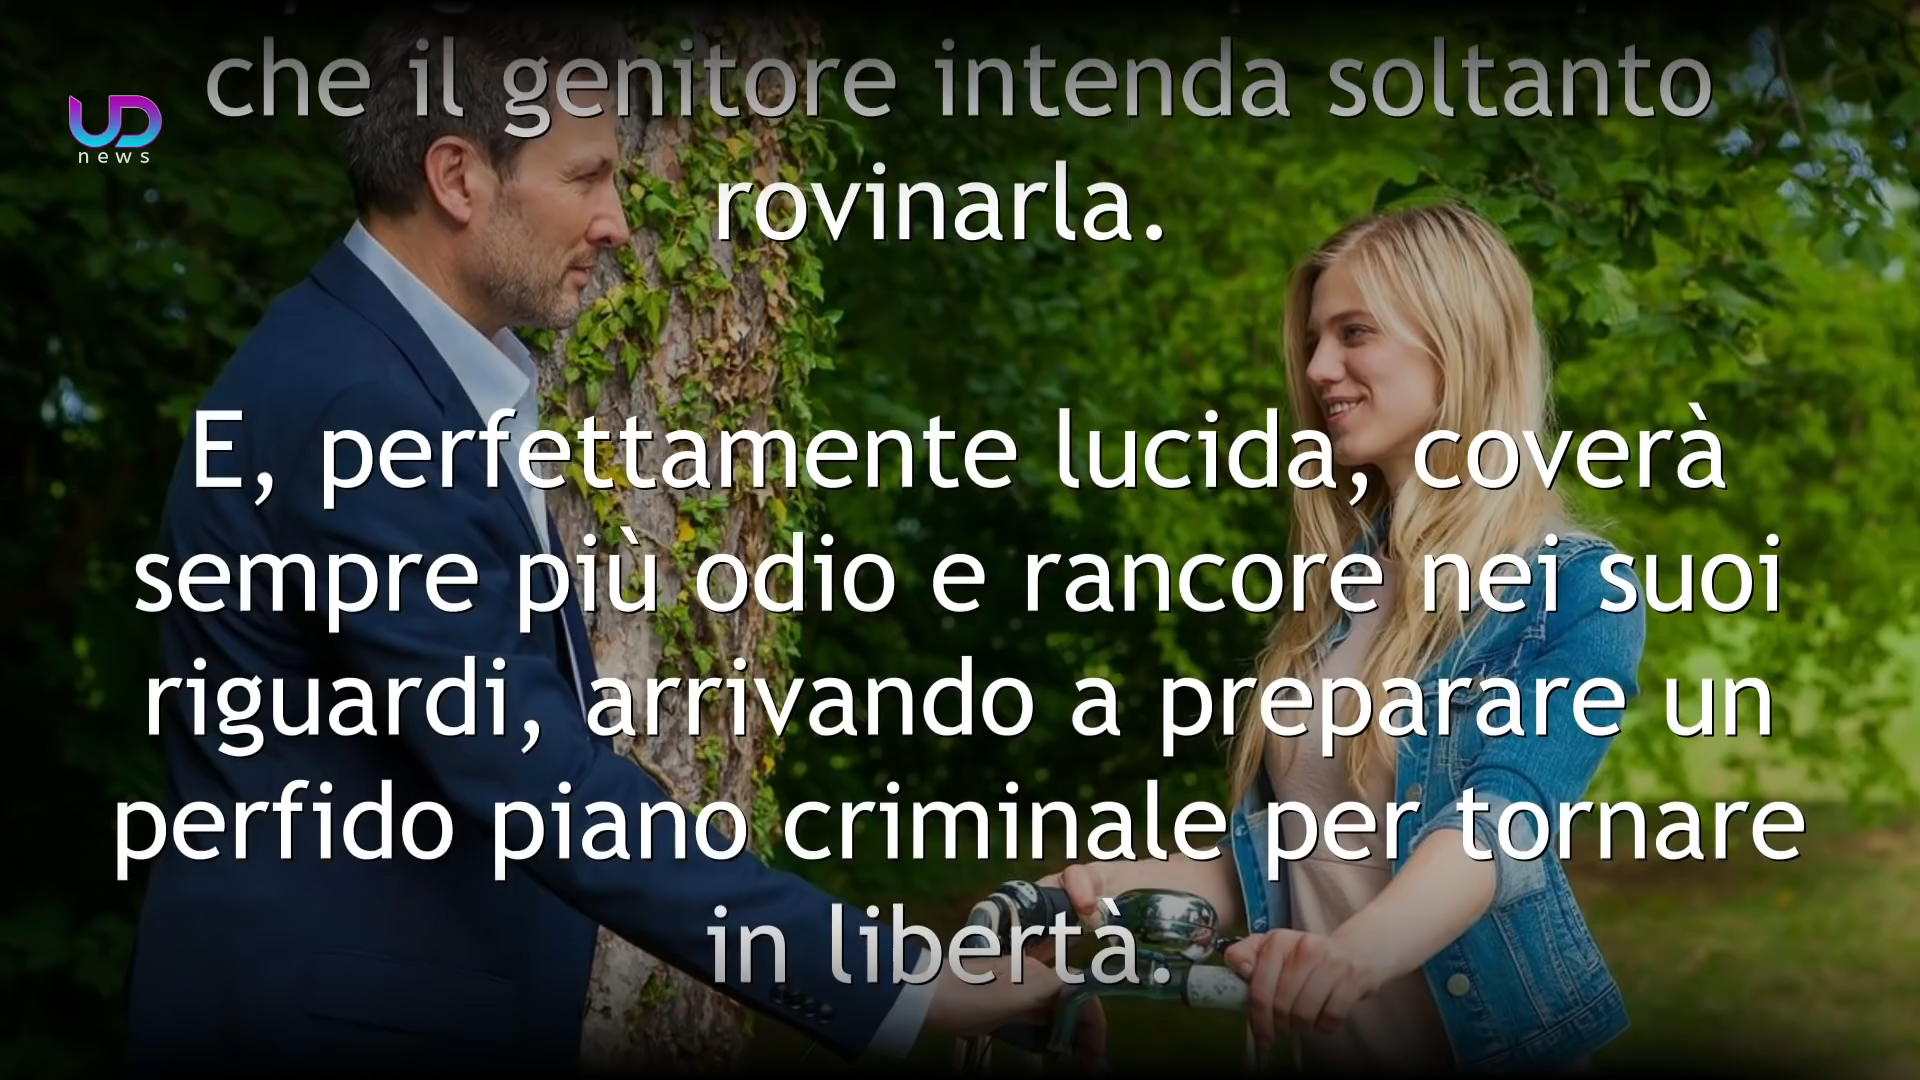 che il genitore intenda soltanto
UD
news
rovinarla.
E, perfettamente lucida, coverà
sempre più odio e rancore nei suoi
riguardi, arrivando a preparare un
perfido piano criminale per tornare
in libertà.